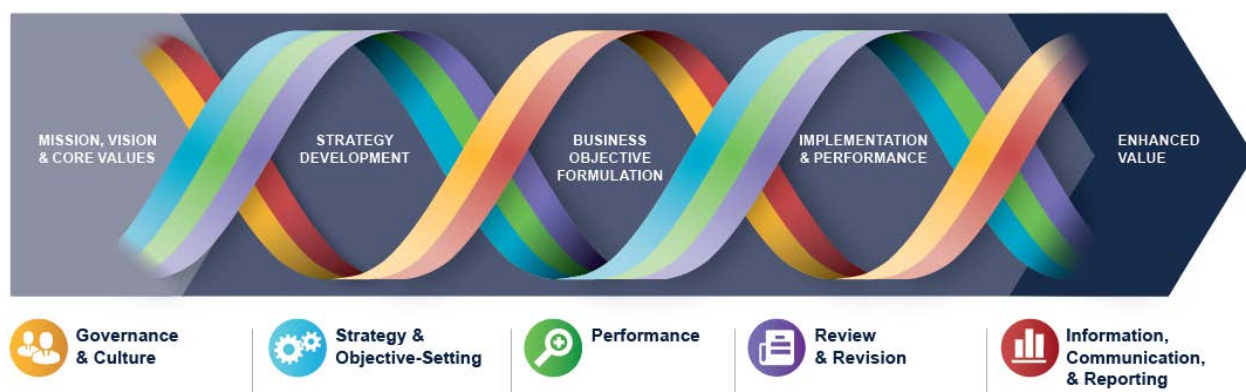 MISSION, VISION
& CORE VALUES
STRATEGY
DEVELOPMENT
BUSINESS
OBJECTIVE
FORMULATION
IMPLEMENTATION
& PERFORMANCE
ENHANCED
VALUE
Governance
& Culture
Strategy &
Objective-Setting
Performance
Review
& Revision
Information,
Communication,
& Reporting